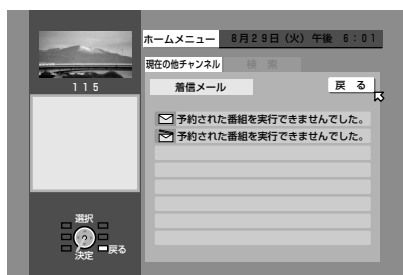 ホームメニュー 8月29日（火）午後 6：01
現在の他チャンネル 検索
115
着信メール 戻る
予約された番組を実行できませんでした。
予約された番組を実行できませんでした。
選択
決定
戻る